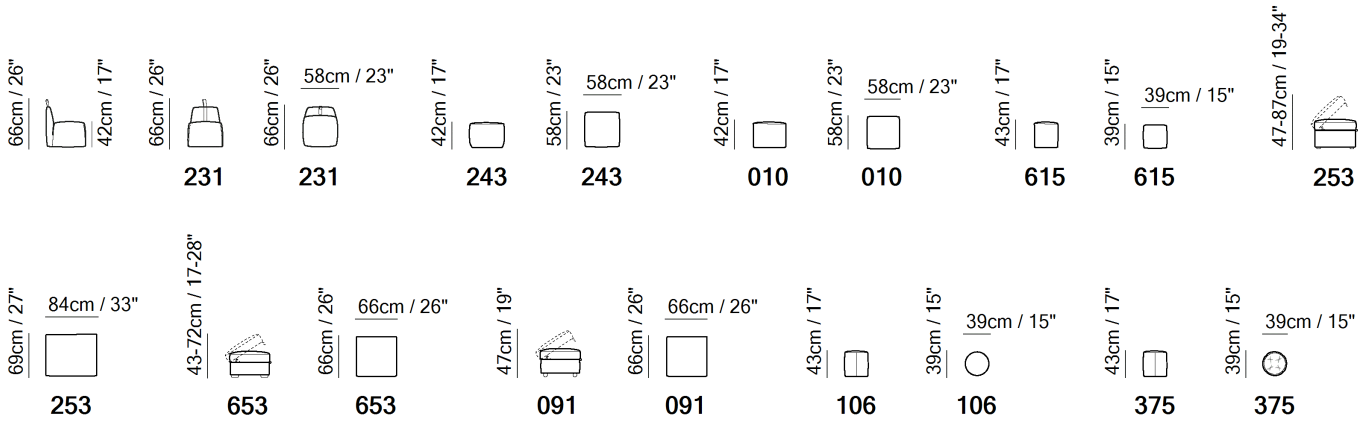 66cm / 26"
42cm / 17"
66cm / 26"
231
66cm / 26"
58cm / 23"
231
42cm / 17"
243
58cm / 23"
58cm / 23"
243
42cm / 17"
010
58cm / 23"
58cm / 23"
010
43cm / 17"
615
39cm / 15"
39cm / 15"
615
47-87cm / 19-34"
253
69cm / 27"
84cm / 33"
253
43-72cm / 17-28"
653
66cm / 26"
66cm / 26"
653
47cm / 19"
091
66cm / 26"
66cm / 26"
091
43cm / 17"
106
39cm / 15"
39cm / 15"
106
43cm / 17"
375
39cm / 15"
39cm / 15"
375